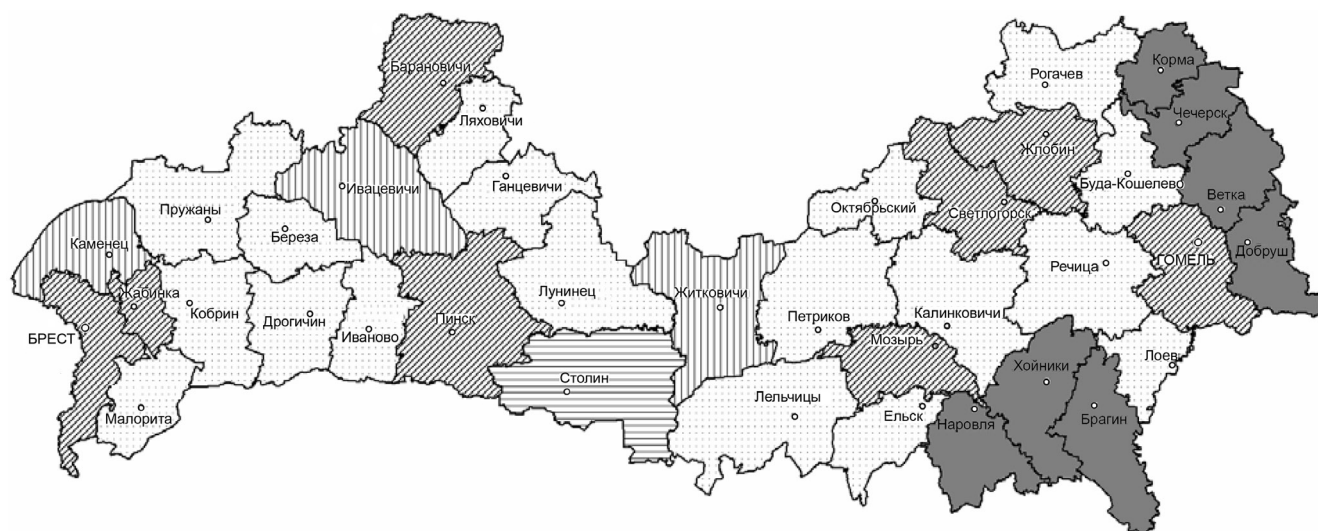 Барановичи
Ляховичи
Ивацевичи
Ганцевичи
Пружаны
Береза
Каменец
Жабинка
Кобрин
Дрогичин
Иваново
Пинск
Лунинец
БРЕСТ
Малорита
Столин
Житковичи
Рогачев
Корма
Чечерск
Жлобин
Буда-Кошелево
Октябрьский
Светлогорск
Ветка
ГОМЕЛЬ
Добруш
Речица
Петриков
Калинковичи
Мозырь
Хойники
Лоев
Лельчицы
Ельск
Наровля
Брагин